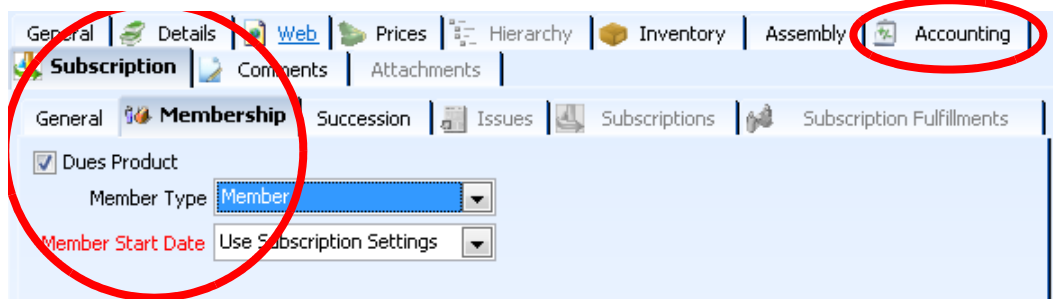 General Details Web Prices Hierarchy Inventory Assembly Accounting
Subscription Comments Attachments
General Membership Succession Issues Subscriptions Subscription Fulfillments
Dues Product
Member Type Member
Member Start Date Use Subscription Settings